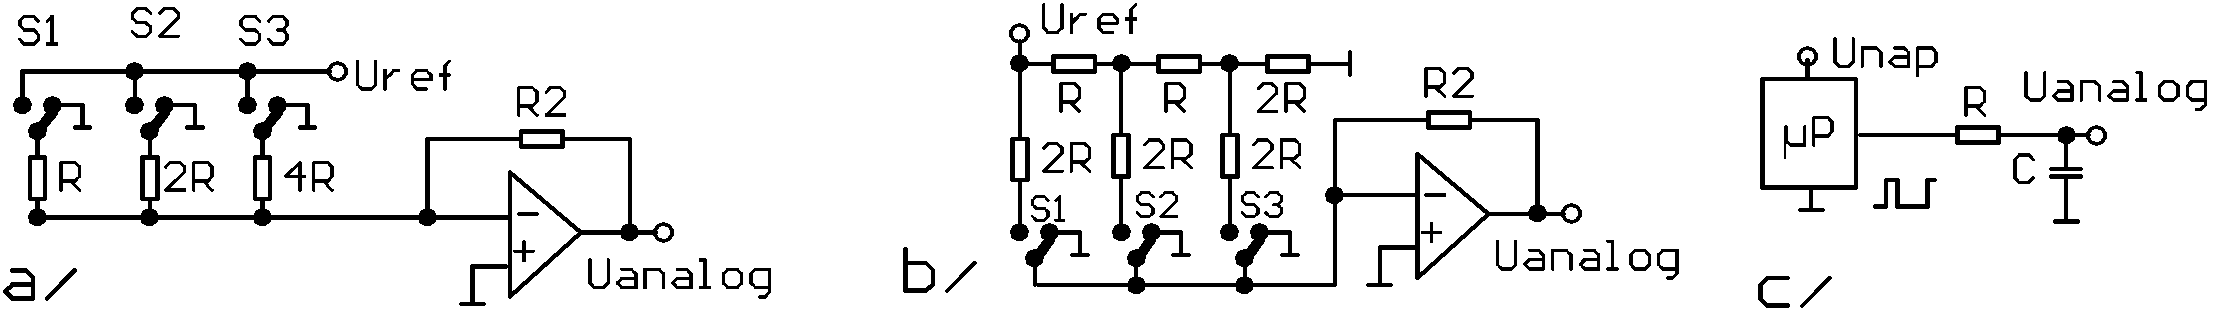 S1 S2 S3
Uref
R2
R 2R 4R
−
+
Uanalog
a/
Uref
R R 2R
R2
2R 2R 2R
S1 S2 S3
−
+
Uanalog
b/
Unap
µP
R
Uanalog
C
c/